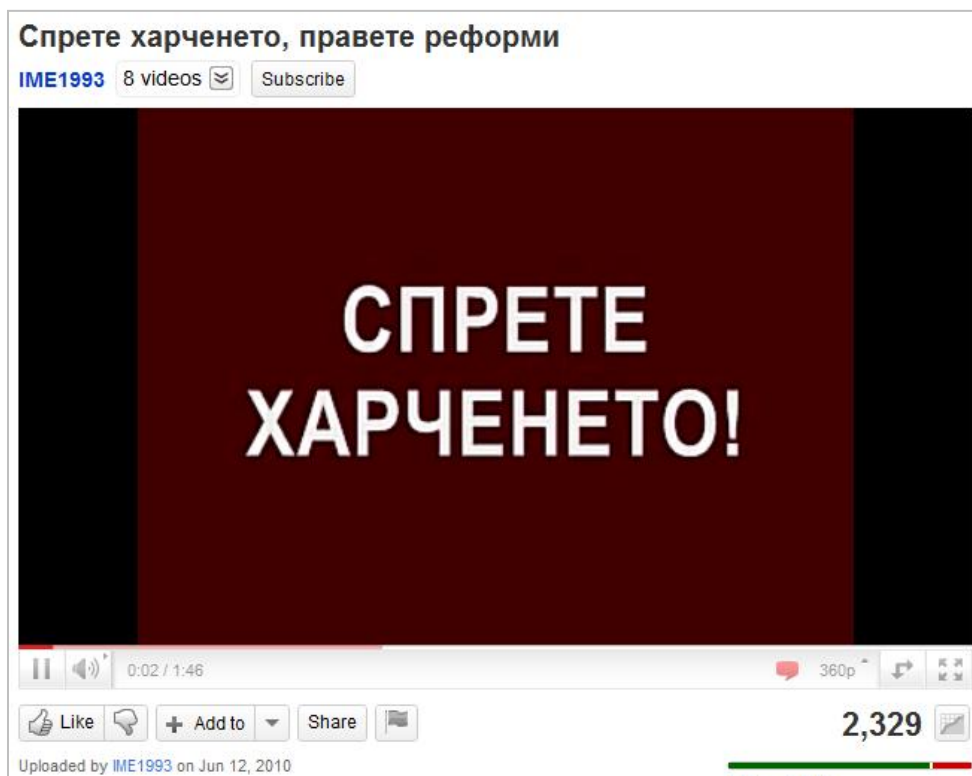 Спрете харченето, правете реформи
IME1993 8 videos Subscribe
СПРЕТЕ
ХАРЧЕНЕТО!
0:02 / 1:46 360p
Like Add to Share 2,329
Uploaded by IME1993 on Jun 12, 2010